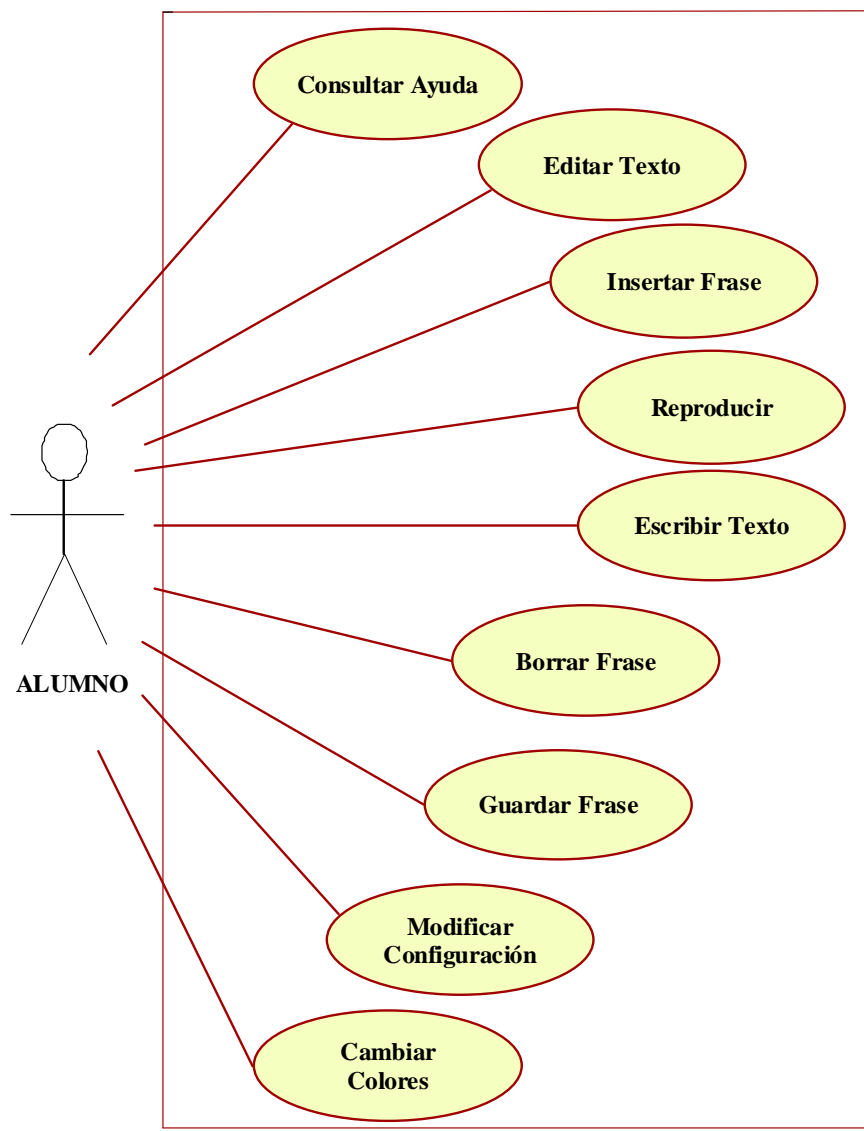 Consultar Ayuda
Editar Texto
Insertar Frase
Reproducir
Escribir Texto
Borrar Frase
ALUMNO
Guardar Frase
Modificar
Configuración
Cambiar
Colores